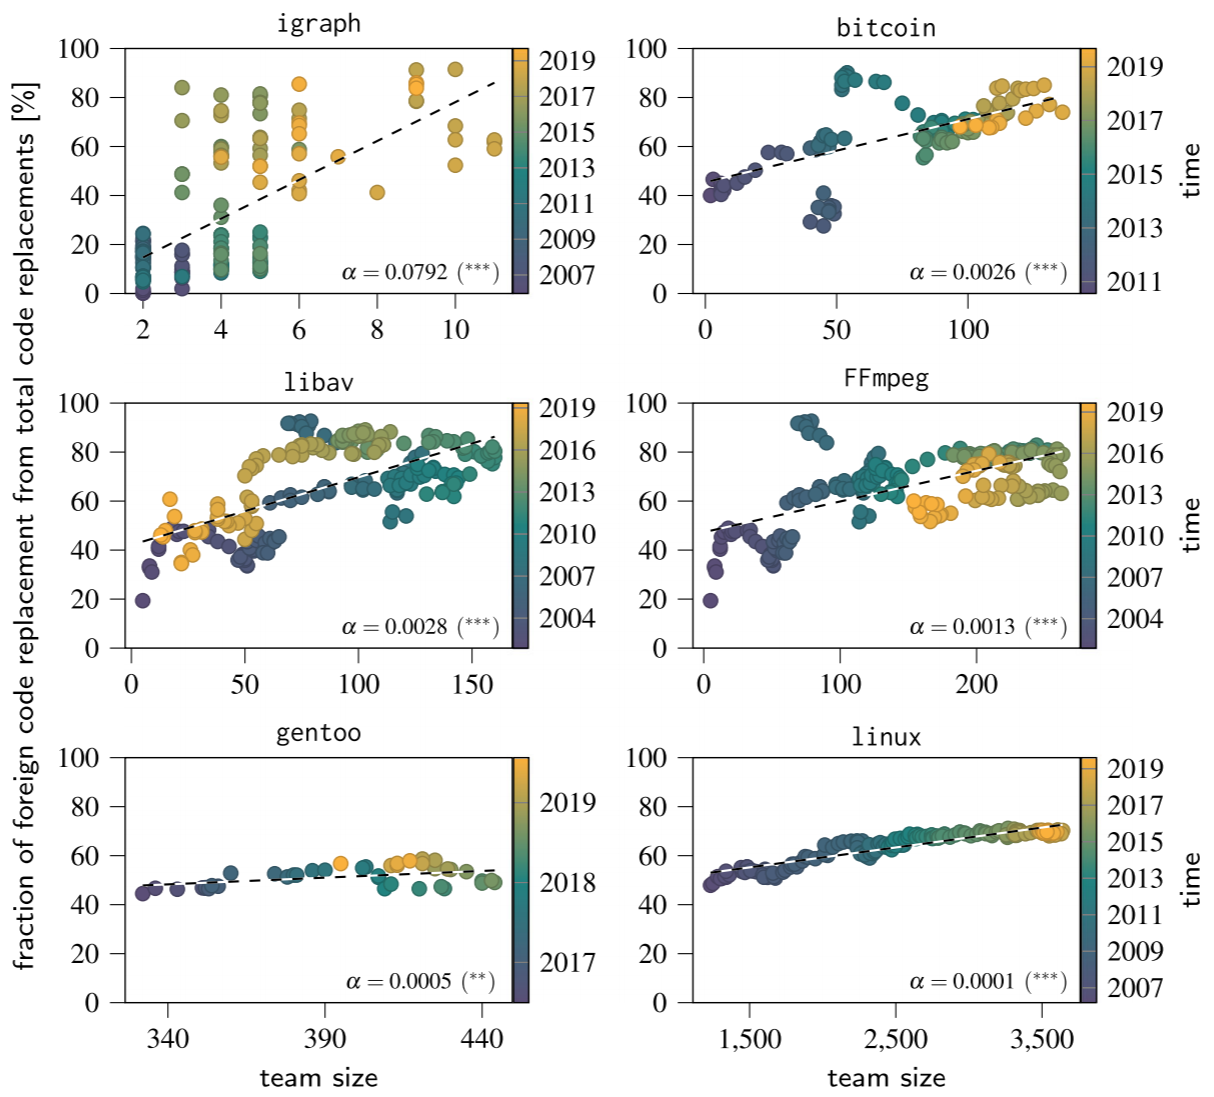 igraph
100
80
60
40
20
0
2 4 6 8 10
α = 0.0792 (***)
2019
2017
2015
2013
2011
2009
2007
bitcoin
100
80
60
40
20
0
0 50 100
α = 0.0026 (***)
2019
2017
2015
2013
2011
time
libav
100
80
60
40
20
0
0 50 100 150
α = 0.0028 (***)
2019
2016
2013
2010
2007
2004
FFmpeg
100
80
60
40
20
0
0 100 200
α = 0.0013 (***)
2019
2016
2013
2010
2007
2004
time
gentoo
100
80
60
40
20
0
340 390 440
α = 0.0005 (**)
2019
2018
2017
team size
linux
100
80
60
40
20
0
1,500 2,500 3,500
α = 0.0001 (***)
2019
2017
2015
2013
2011
2009
2007
time
team size
fraction of foreign code replacement from total code replacements [%]